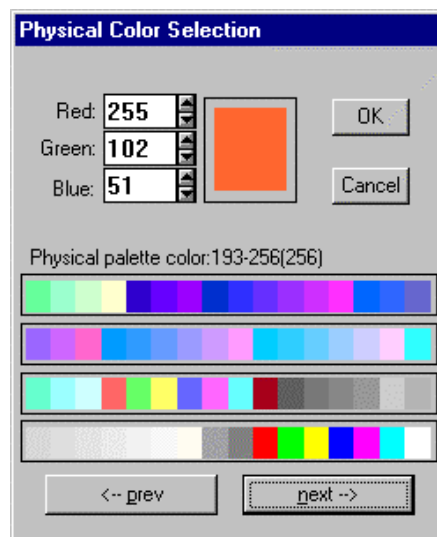 Physical Color Selection
Red: 255
OK
Green: 102
Blue: 51
Cancel
Physical palette color:193-256(256)
<-- prev
next -->